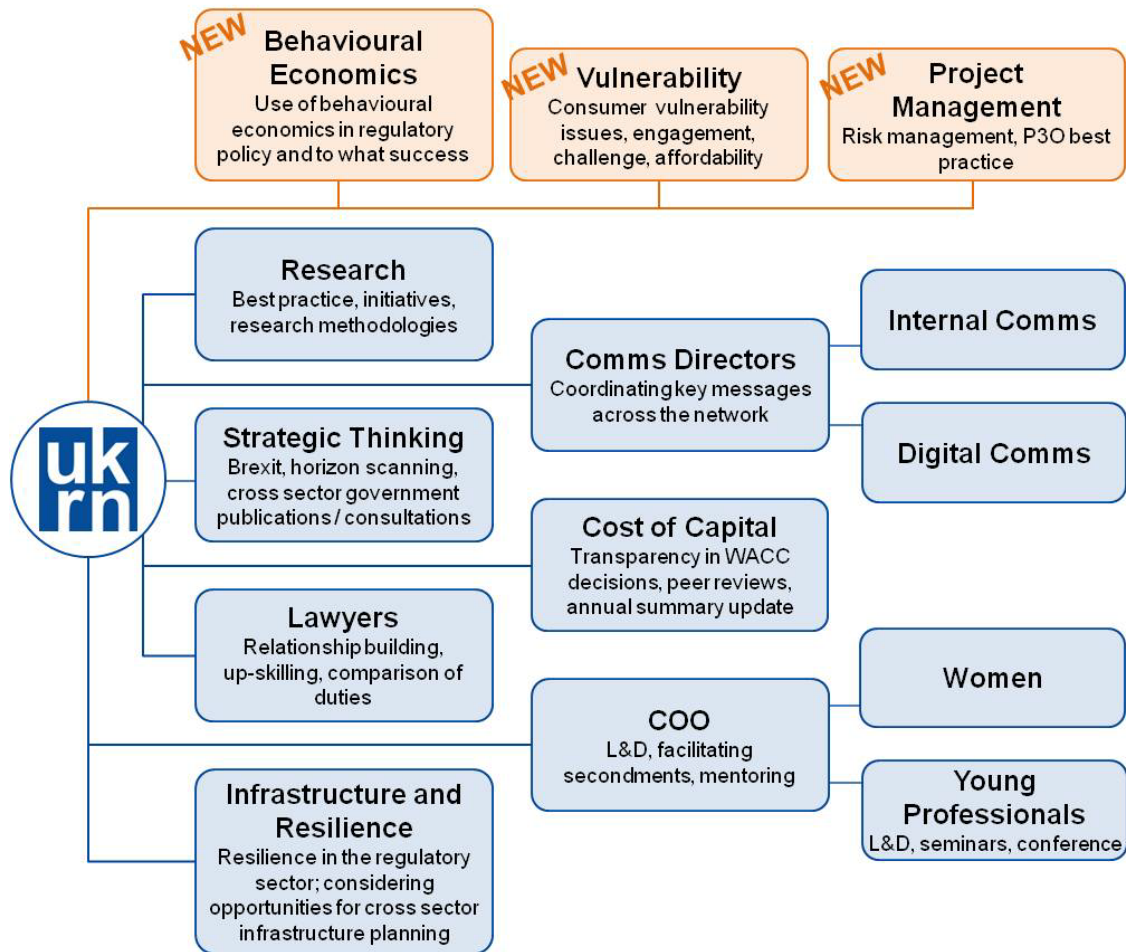 NEW
Behavioural
Economics
Use of behavioural
economics in regulatory
policy and to what success
NEW
Vulnerability
Consumer vulnerability
issues, engagement,
challenge, affordability
NEW
Project
Management
Risk management, P3O best
practice
Research
Best practice, initiatives,
research methodologies
Comms Directors
Coordinating key messages
across the network
Internal Comms
Digital Comms
uk
rn
Strategic Thinking
Brexit, horizon scanning,
cross sector government
publications / consultations
Cost of Capital
Transparency in WACC
decisions, peer reviews,
annual summary update
Lawyers
Relationship building,
up-skilling, comparison of
duties
COO
L&D, facilitating
secondments, mentoring
Women
Young
Professionals
L&D, seminars, conference
Infrastructure and
Resilience
Resilience in the regulatory
sector; considering
opportunities for cross sector
infrastructure planning